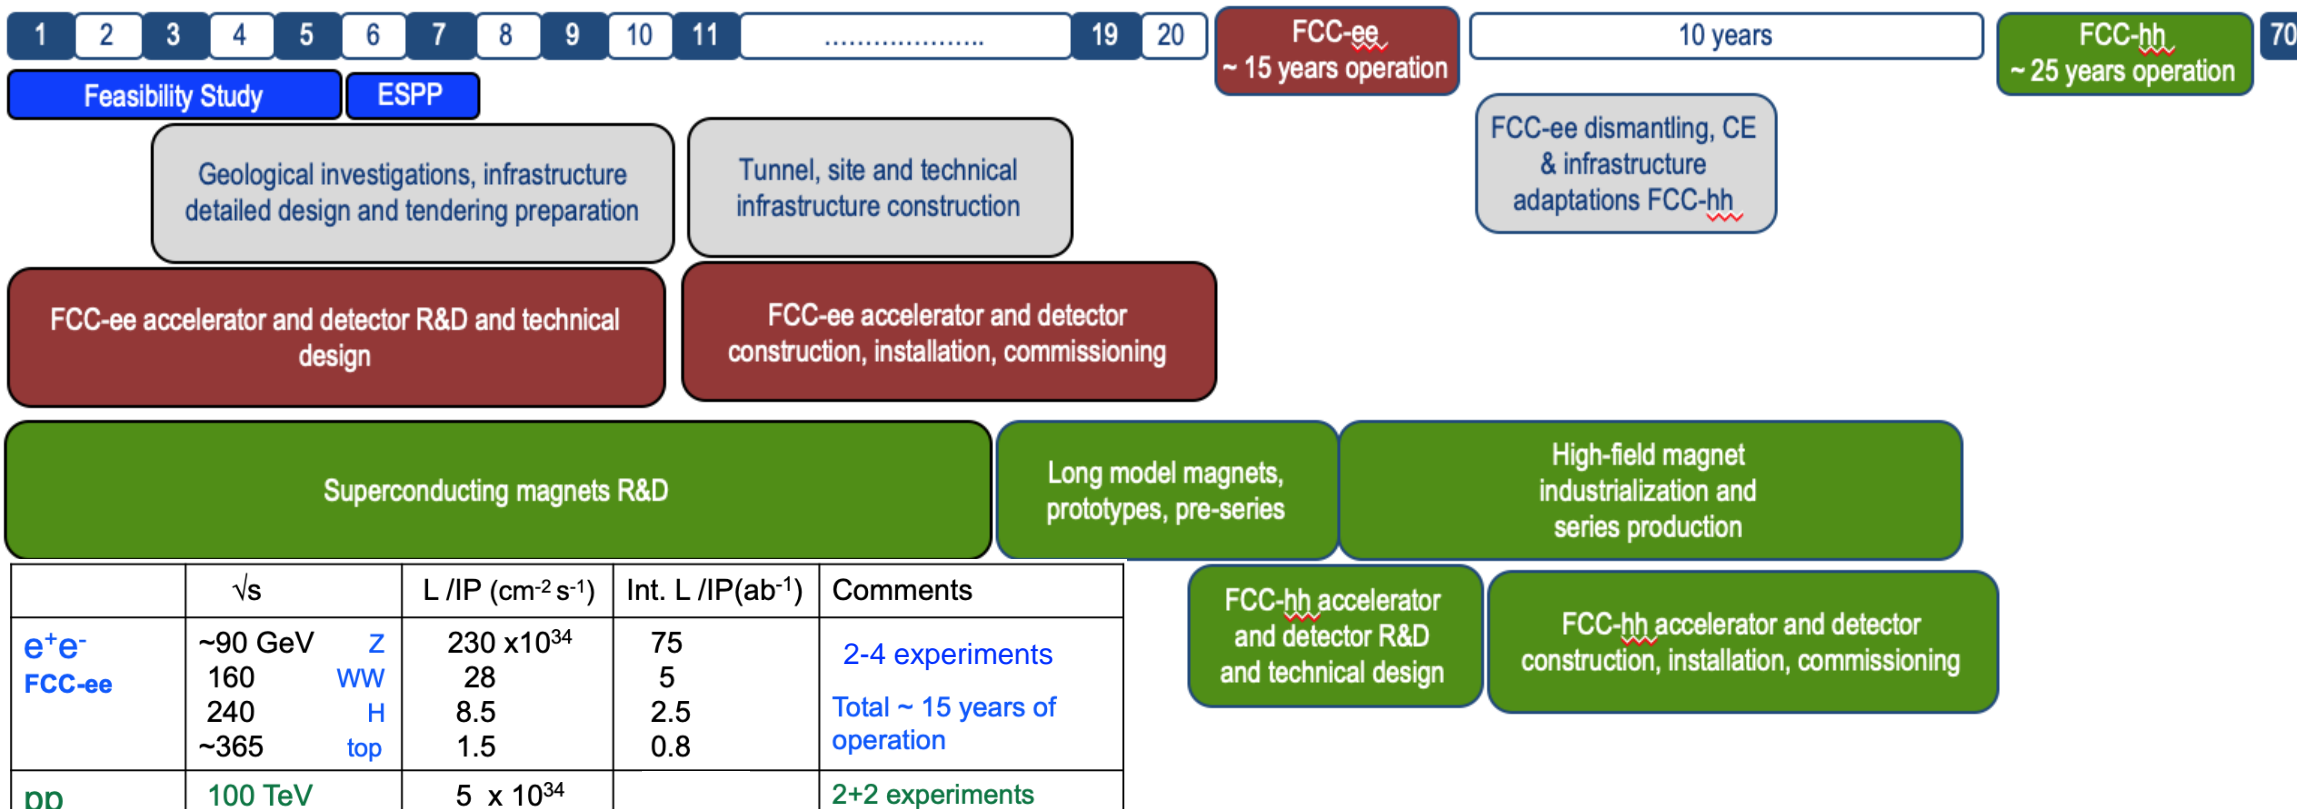 1 2 3 4 5 6 7 8 9 10 11 ................... 19 20
FCC-ee
~ 15 years operation
10 years
FCC-hh
~ 25 years operation
70
Feasibility Study
ESPP
Geological investigations, infrastructure
detailed design and tendering preparation
Tunnel, site and technical
infrastructure construction
FCC-ee dismantling, CE
& infrastructure
adaptations FCC-hh
FCC-ee accelerator and detector R&D and technical
design
FCC-ee accelerator and detector
construction, installation, commissioning
Superconducting magnets R&D
Long model magnets,
prototypes, pre-series
High-field magnet
industrialization and
series production
FCC-hh accelerator
and detector R&D
and technical design
FCC-hh accelerator and detector
construction, installation, commissioning
√s L /IP (cm-2 s-1) Int. L /IP(ab-1) Comments
e+e-
FCC-ee
~90 GeV Z 230 x1034 75
160 WW 28 5
240 H 8.5 2.5
~365 top 1.5 0.8
2-4 experiments
Total ~ 15 years of
operation
pp 100 TeV 5 x 1034 2+2 experiments